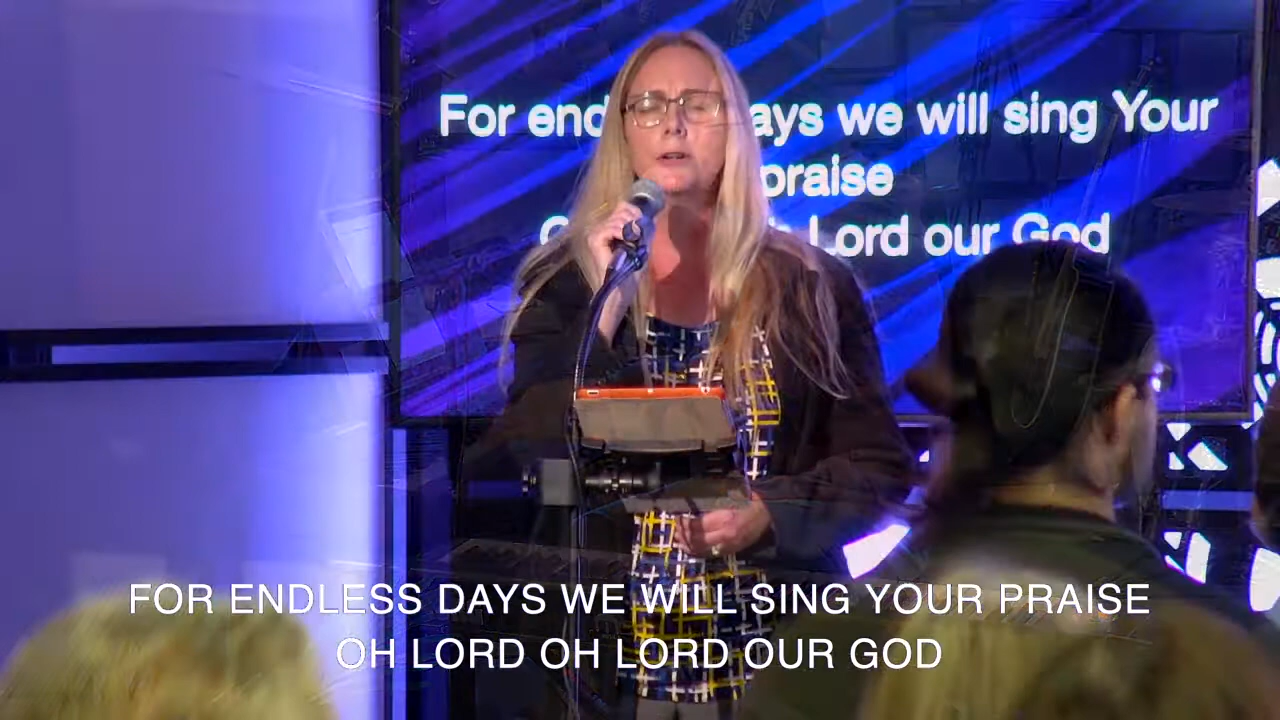 For end ays we will sing Your
praise
Lord our God
FOR ENDLESS DAYS WE WILL SING YOUR PRAISE
OH LORD OH LORD OUR GOD